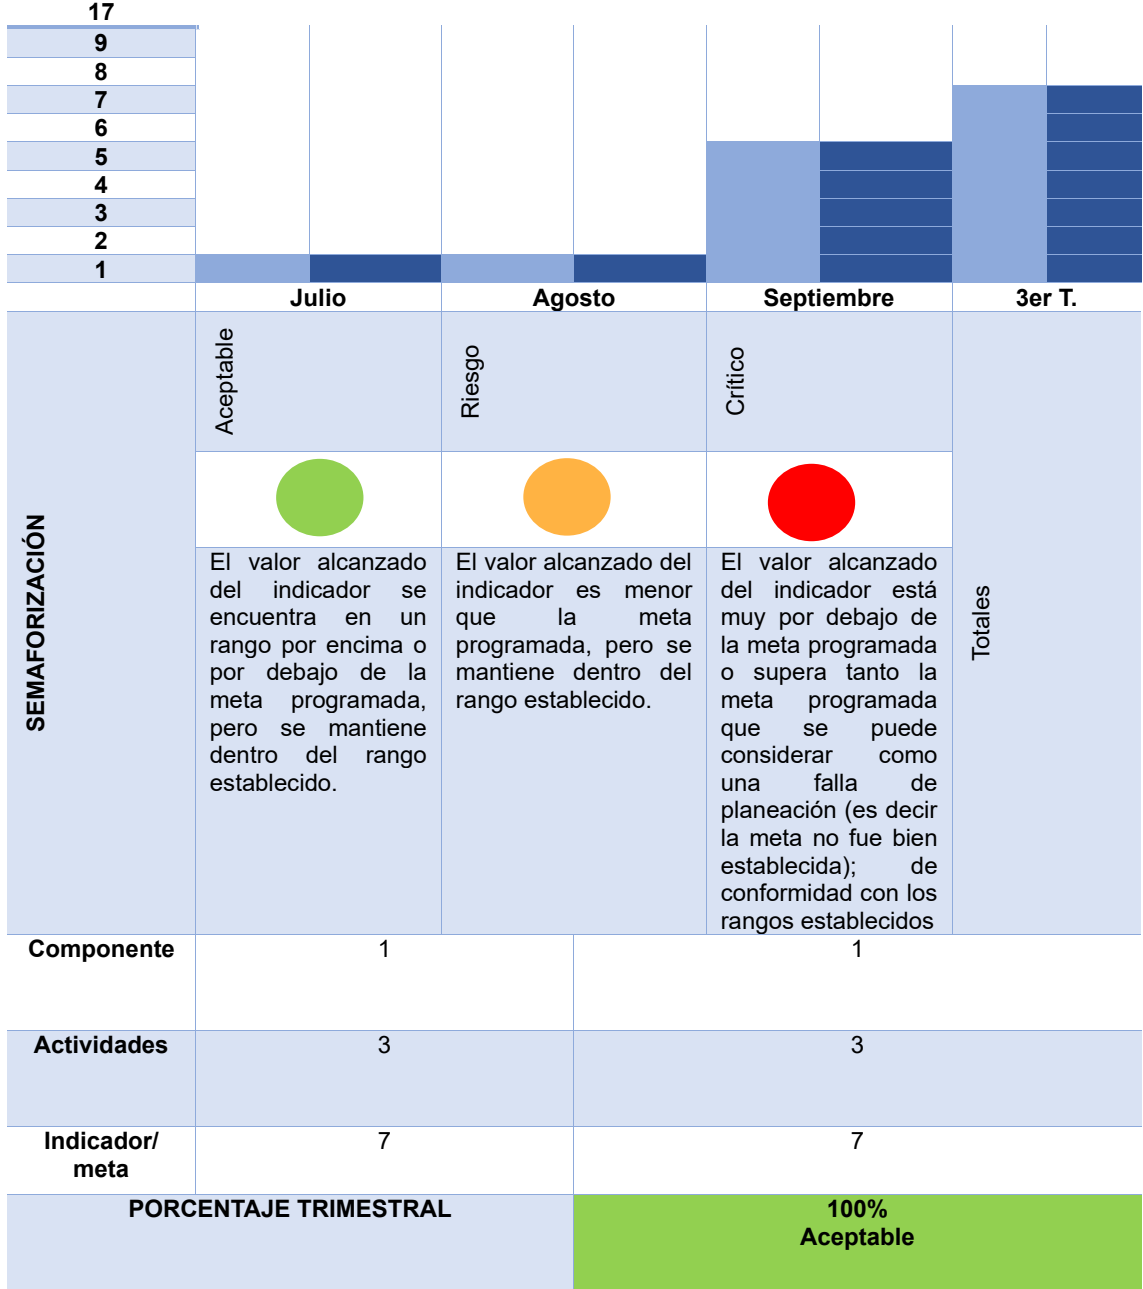 17
9
8
7
6
5
4
3
2
1
Julio Agosto Septiembre 3er T.
SEMAFORIZACIÓN
Aceptable
Riesgo
Crítico
Totales
El valor alcanzado
del indicador se
encuentra en un
rango por encima o
por debajo de la
meta programada,
pero se mantiene
dentro del rango
establecido.
El valor alcanzado del
indicador es menor
que la meta
programada, pero se
mantiene dentro del
rango establecido.
El valor alcanzado
del indicador está
muy por debajo de
la meta programada
o supera tanto la
meta programada
que se puede
considerar como
una falla de
planeación (es decir
la meta no fue bien
establecida); de
conformidad con los
rangos establecidos
Componente 1 1
Actividades 3 3
Indicador/
meta
7 7
PORCENTAJE TRIMESTRAL
100%
Aceptable